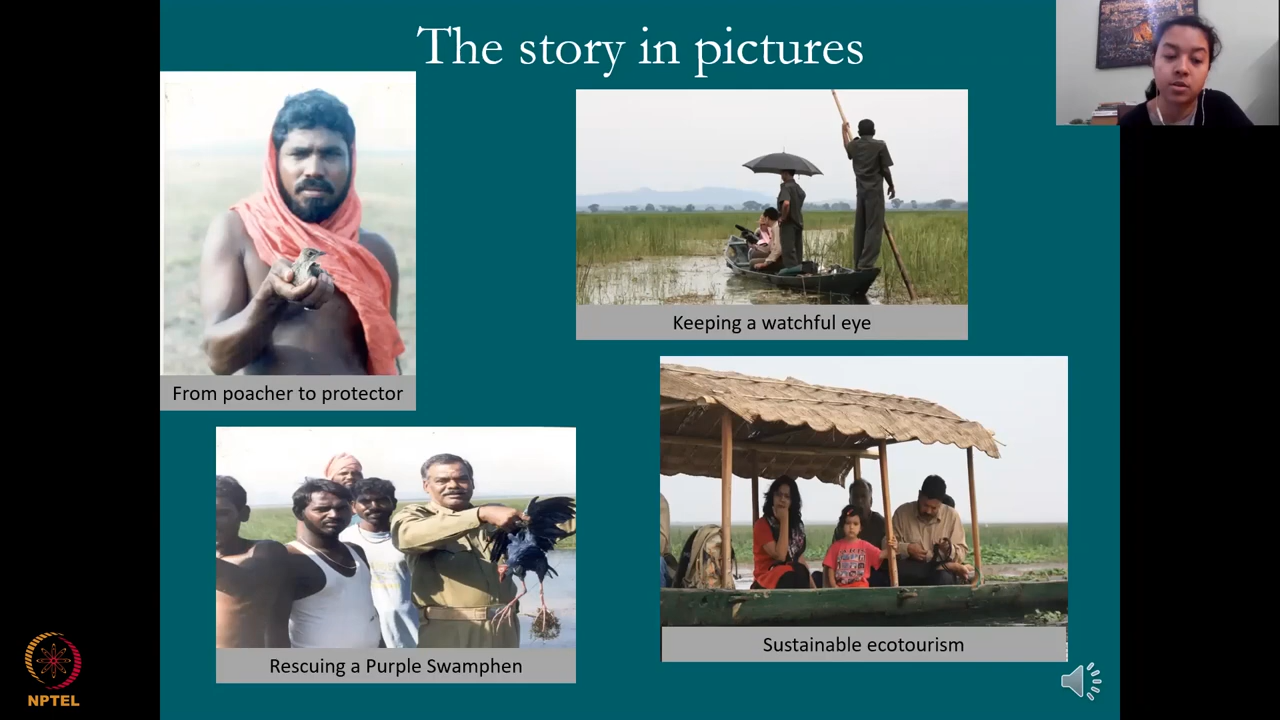 The story in pictures
From poacher to protector
Keeping a watchful eye
Rescuing a Purple Swamphen
Sustainable ecotourism
NPTEL